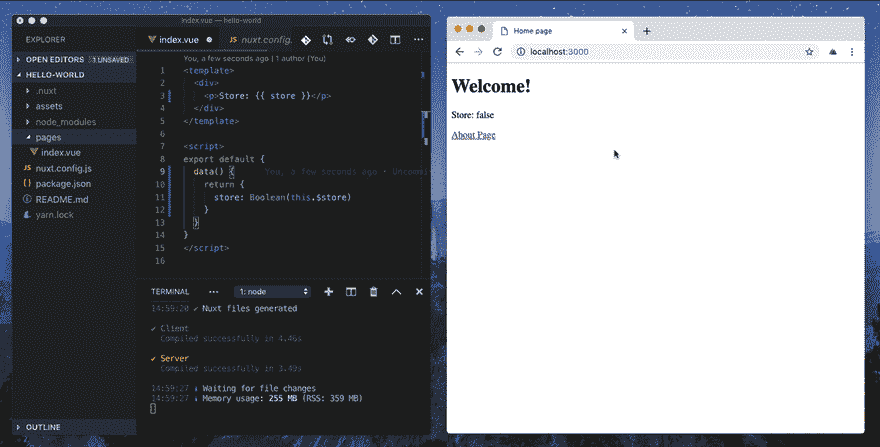 index.vue — hello-world
EXPLORER
OPEN EDITORS 1 UNSAVED
HELLO-WORLD
.nuxt
assets
node_modules
pages
index.vue
nuxt.config.js
package.json
README.md
yarn.lock
OUTLINE
index.vue
nuxt.config.
You, a few seconds ago | 1 author (You)
1 <template>
2 <div>
3 <p>Store: {{ store }}</p>
4 </div>
5 </template>
6
7 <script>
8 export default {
9 data() { You, a few seconds ago • Uncommi
10 return {
11 store: Boolean(this.$store)
12 }
13 }
14 }
15 </script>
16
TERMINAL ... 1: node
14:59:20 ✔ Nuxt files generated
✔ Client
Compiled successfully in 4.46s
✔ Server
Compiled successfully in 3.49s
14:59:27 ℹ Waiting for file changes
14:59:27 ℹ Memory usage: 255 MB (RSS: 359 MB)
Home page
localhost:3000
Welcome!
Store: false
About Page